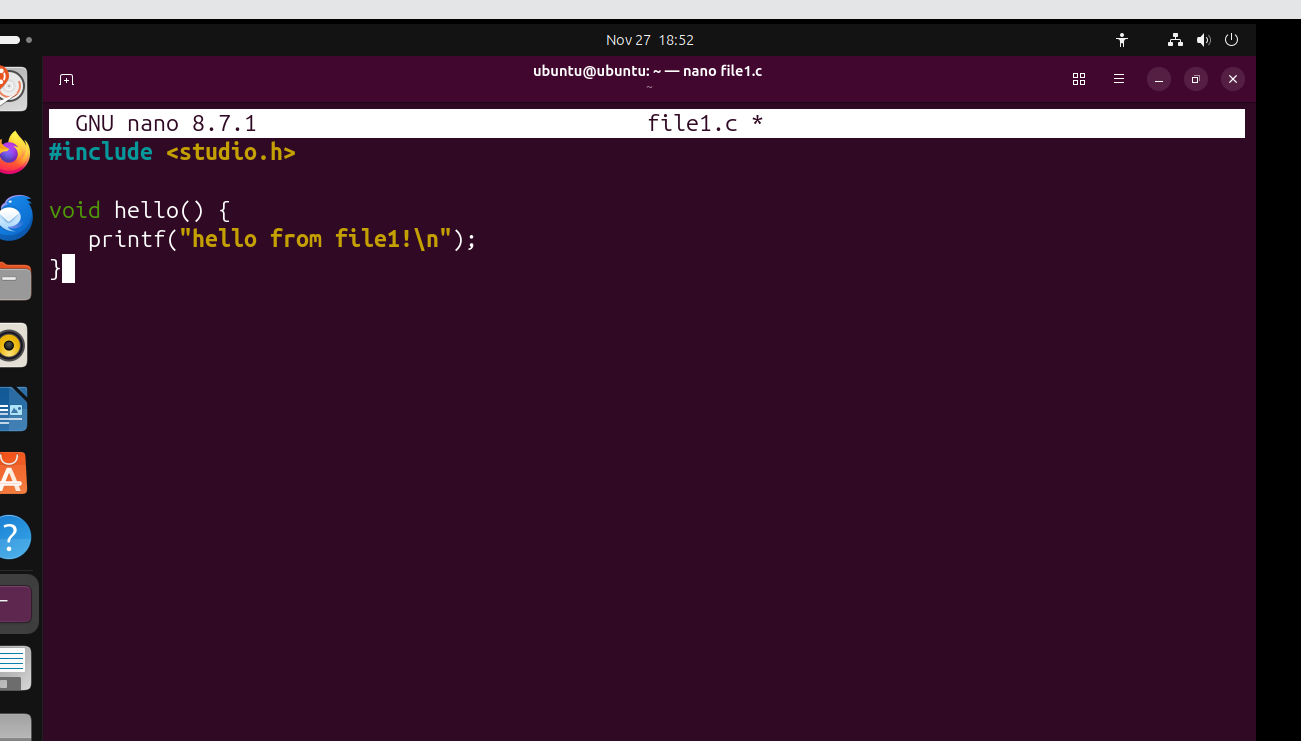 Nov 27 18:52
ubuntu@ubuntu: ~ — nano file1.c
~
GNU nano 8.7.1 file1.c *
#include <studio.h>
void hello() {
   printf("hello from file1!\n");
}